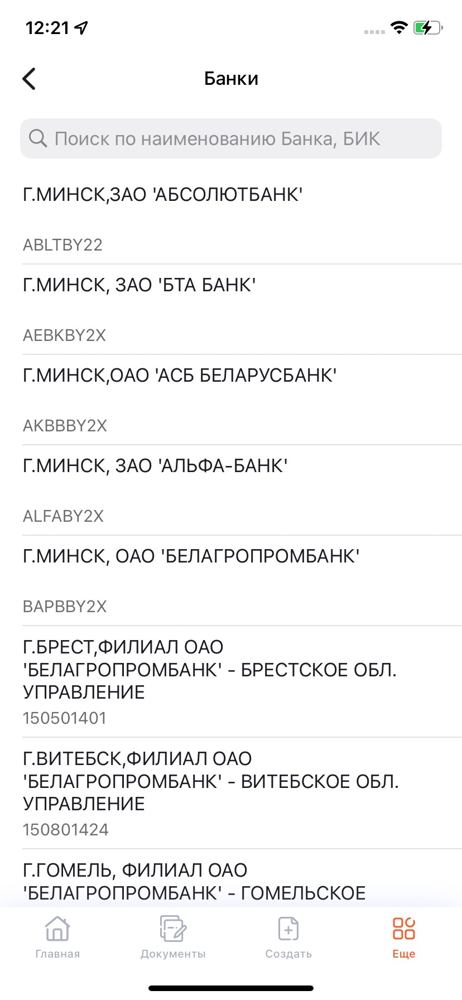 12:21
Банки
Поиск по наименованию Банка, БИК
Г.МИНСК,ЗАО 'АБСОЛЮТБАНК'
ABLTBY22
Г.МИНСК, ЗАО 'БТА БАНК'
AEBKBY2X
Г.МИНСК,ОАО 'АСБ БЕЛАРУСБАНК'
AKBBBY2X
Г.МИНСК, ЗАО 'АЛЬФА-БАНК'
ALFABY2X
Г.МИНСК, ОАО 'БЕЛАГРОПРОМБАНК'
BAPBBY2X
Г.БРЕСТ,ФИЛИАЛ ОАО
'БЕЛАГРОПРОМБАНК' - БРЕСТСКОЕ ОБЛ.
УПРАВЛЕНИЕ
150501401
Г.ВИТЕБСК,ФИЛИАЛ ОАО
'БЕЛАГРОПРОМБАНК' - ВИТЕБСКОЕ ОБЛ.
УПРАВЛЕНИЕ
150801424
Г.ГОМЕЛЬ, ФИЛИАЛ ОАО
'БЕЛАГРОПРОМБАНК' - ГОМЕЛЬСКОЕ
Главная Документы Создать Еще